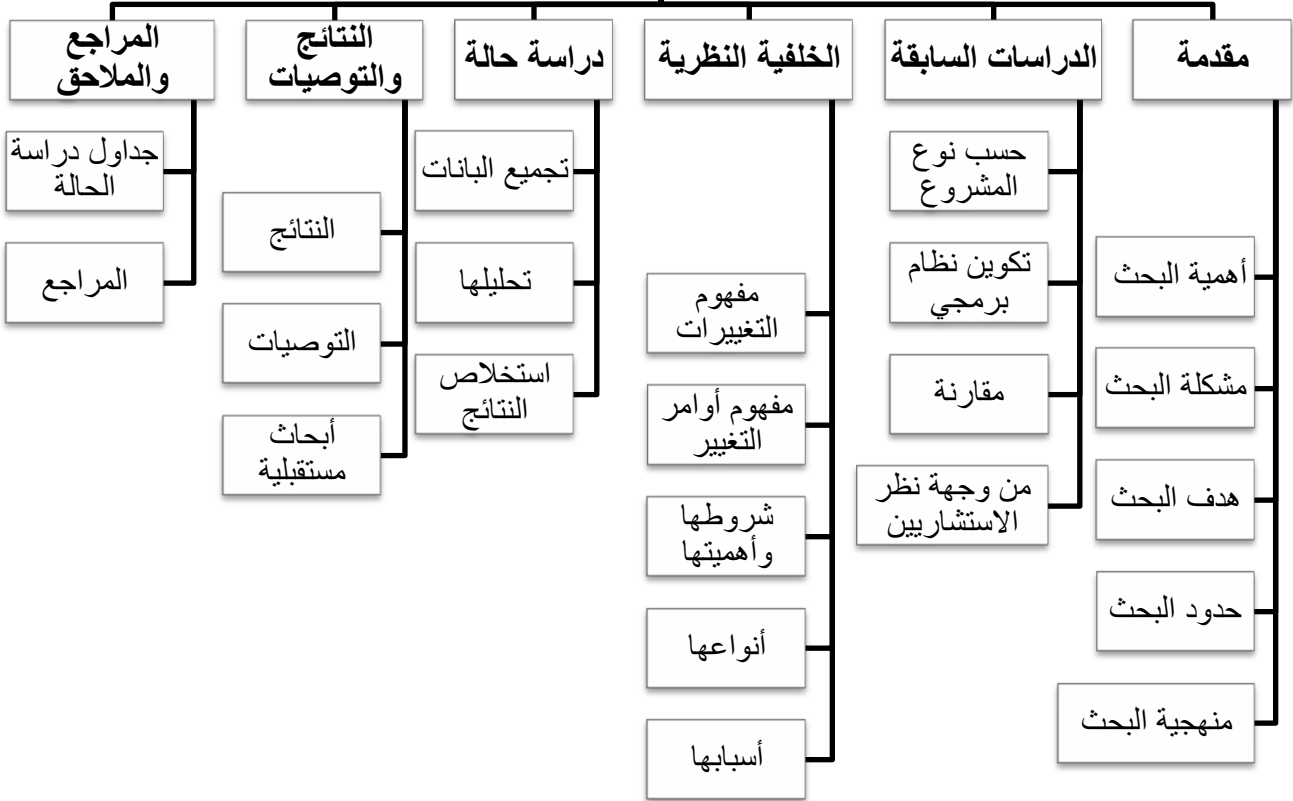 مقدمة
أهمية البحث
مشكلة البحث
هدف البحث
حدود البحث
منهجية البحث
الدراسات السابقة
حسب نوع
المشروع
تكوين نظام
برمجي
مقارنة
من وجهة نظر
الاستشاريين
الخلفية النظرية
مفهوم
التغييرات
مفهوم أوامر
التغيير
شروطها
وأهميتها
أنواعها
أسبابها
دراسة حالة
تجميع البانات
تحليلها
استخلاص
النتائج
النتائج
والتوصيات
النتائج
التوصيات
أبحاث
مستقبلية
المراجع
والملاحق
جداول دراسة
الحالة
المراجع